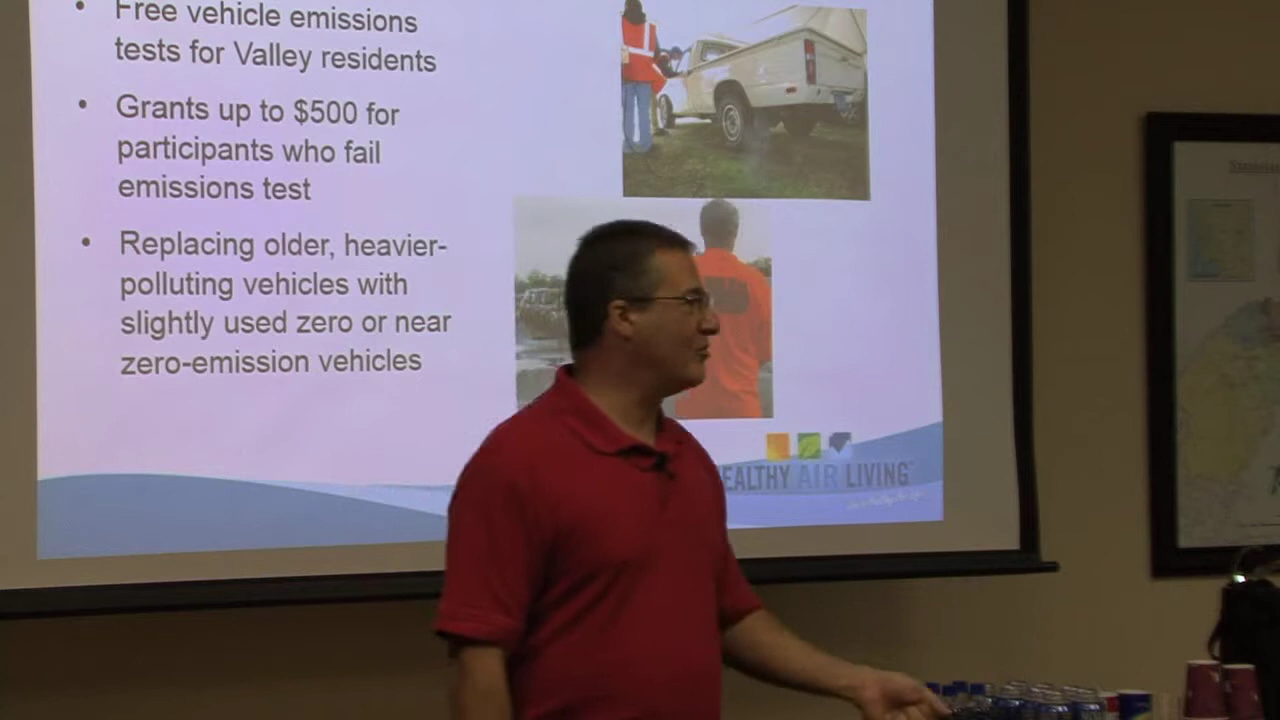 • Free vehicle emissions
tests for Valley residents
• Grants up to $500 for
participants who fail
emissions test
• Replacing older, heavier-
polluting vehicles with
slightly used zero or near
zero-emission vehicles
EALTHY AIR LIVING™